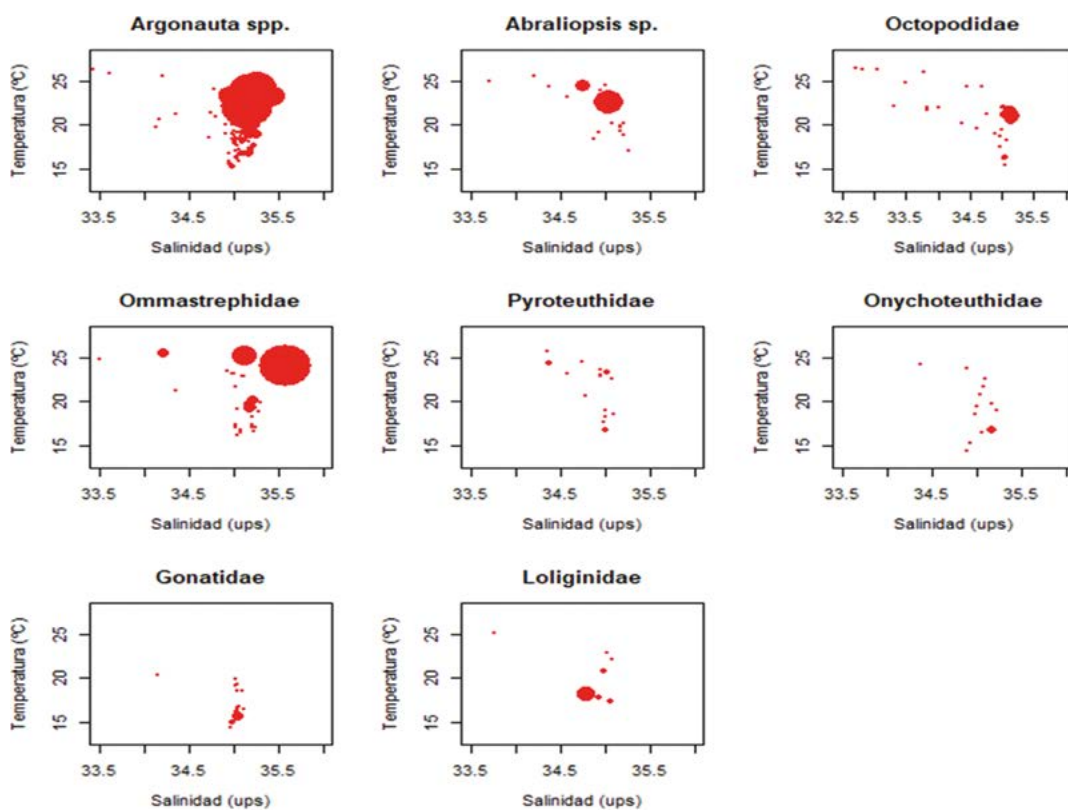 Argonauta spp.
Temperatura (ºC)
25
20
15
33.5 34.5 35.5
Salinidad (ups)
Abraliopsis sp.
Temperatura (ºC)
25
20
15
33.5 34.5 35.5
Salinidad (ups)
Octopodidae
Temperatura (ºC)
25
20
15
32.5 33.5 34.5 35.5
Salinidad (ups)
Ommastrephidae
Temperatura (ºC)
25
20
15
33.5 34.5 35.5
Salinidad (ups)
Pyroteuthidae
Temperatura (ºC)
25
20
15
33.5 34.5 35.5
Salinidad (ups)
Onychoteuthidae
Temperatura (ºC)
25
20
15
33.5 34.5 35.5
Salinidad (ups)
Gonatidae
Temperatura (ºC)
25
20
15
33.5 34.5 35.5
Salinidad (ups)
Loliginidae
Temperatura (ºC)
25
20
15
33.5 34.5 35.5
Salinidad (ups)